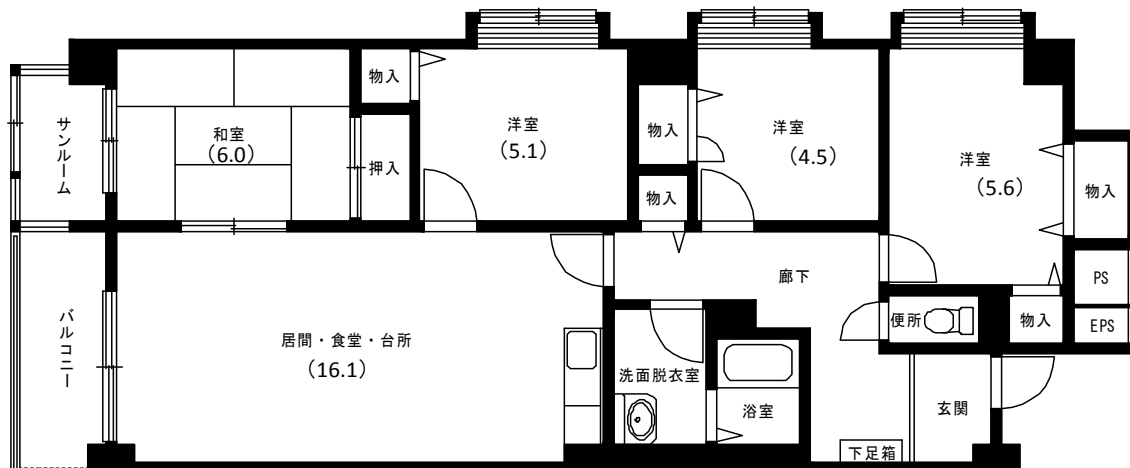 物入
洋室
(5.1)
和室
(6.0)
サンルーム
押入
物入
洋室
(4.5)
物入
洋室
(5.6)
物入
廊下
PS
便所
物入
EPS
バルコニー
居間・食堂・台所
(16.1)
洗面脱衣室
浴室
玄関
下足箱